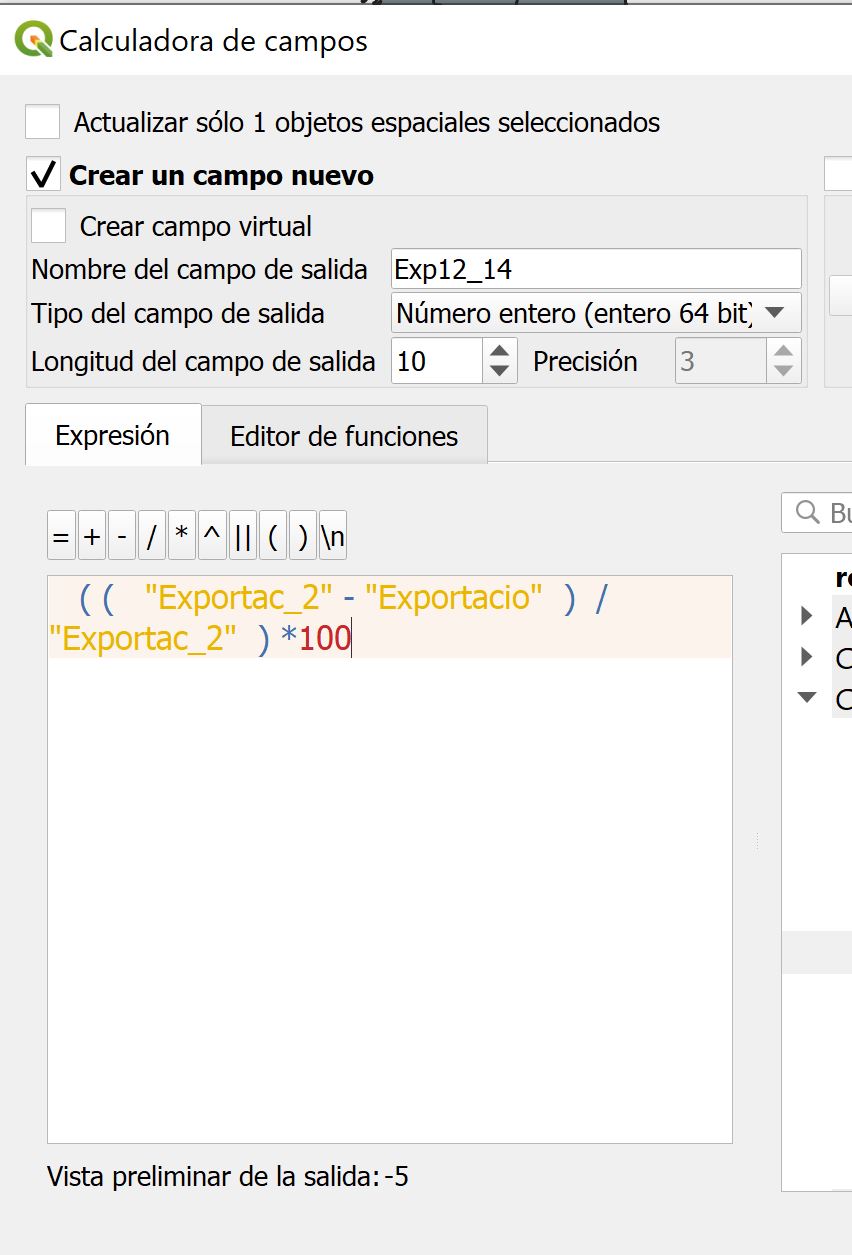 Calculadora de campos
Actualizar sólo 1 objetos espaciales seleccionados
Crear un campo nuevo
Crear campo virtual
Nombre del campo de salida Exp12_14
Tipo del campo de salida Número entero (entero 64 bit)
Longitud del campo de salida 10 Precisión 3
Expresión Editor de funciones
= + - / * ^ || ( ) \n
( ( "Exportac_2" - "Exportacio" ) /
"Exportac_2" ) *100
Vista preliminar de la salida: -5